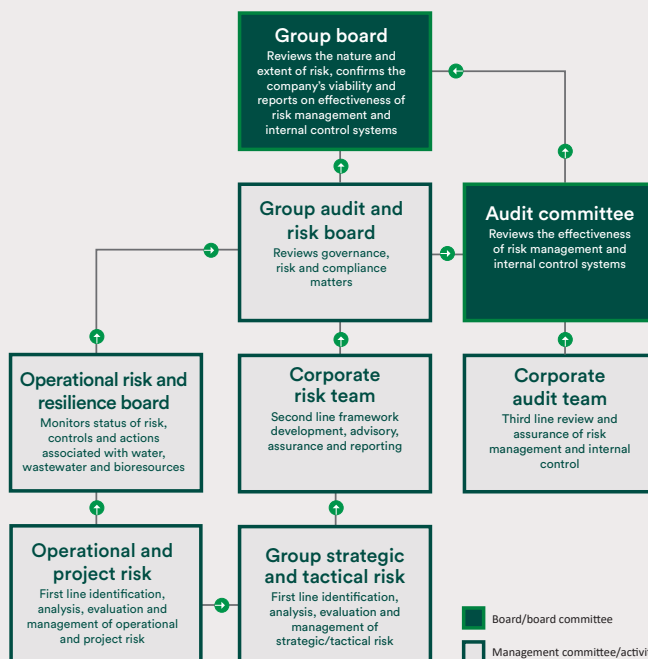 Group board
Reviews the nature and
extent of risk, confirms the
company's viability and
reports on effectiveness of
risk management and
internal control systems
Group audit and
risk board
Reviews governance,
risk and compliance
matters
Audit committee
Reviews the effectiveness
of risk management and
internal control systems
Operational risk and
resilience board
Monitors status of risk,
controls and actions
associated with water,
wastewater and bioresources
Corporate
risk team
Second line framework
development, advisory,
assurance and reporting
Corporate
audit team
Third line review and
assurance of risk
management and internal
control
Operational and
project risk
First line identification,
analysis, evaluation and
management of operational
and project risk
Group strategic
and tactical risk
First line identification,
analysis, evaluation and
management of
strategic/tactical risk
Board/board committee
Management